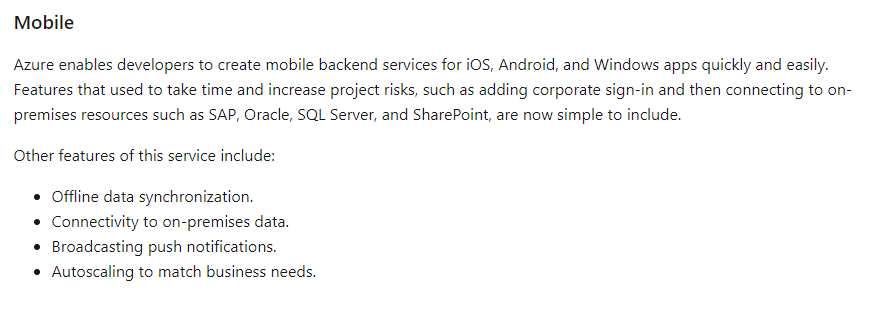 Mobile
Azure enables developers to create mobile backend services for iOS, Android, and Windows apps quickly and easily.
Features that used to take time and increase project risks, such as adding corporate sign-in and then connecting to on-
premises resources such as SAP, Oracle, SQL Server, and SharePoint, are now simple to include.
Other features of this service include:
• Offline data synchronization.
• Connectivity to on-premises data.
• Broadcasting push notifications.
• Autoscaling to match business needs.